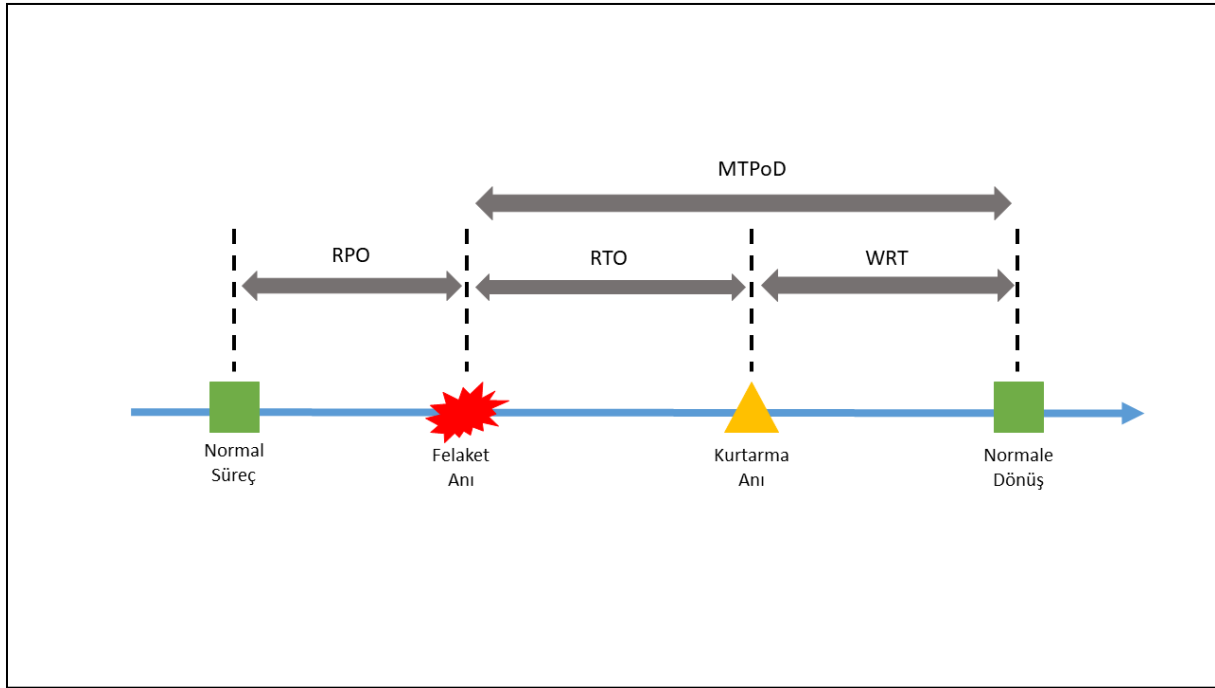 MTPoD
RPO
RTO
WRT
Normal
Süreç
Felaket
Anı
Kurtarma
Anı
Normale
Dönüş